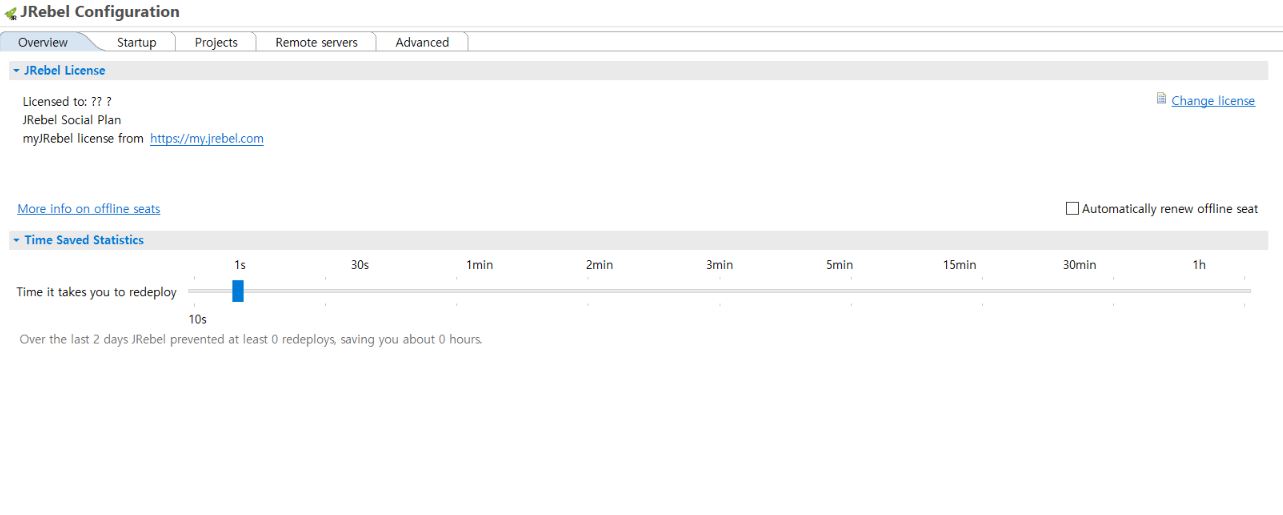 JRebel Configuration
Overview Startup Projects Remote servers Advanced
JRebel License
Licensed to: ?? ?
Change license
JRebel Social Plan
myJRebel license from https://my.jrebel.com
More info on offline seats
Automatically renew offline seat
Time Saved Statistics
1s 30s 1min 2min 3min 5min 15min 30min 1h
Time it takes you to redeploy
10s
Over the last 2 days JRebel prevented at least 0 redeploys, saving you about 0 hours.